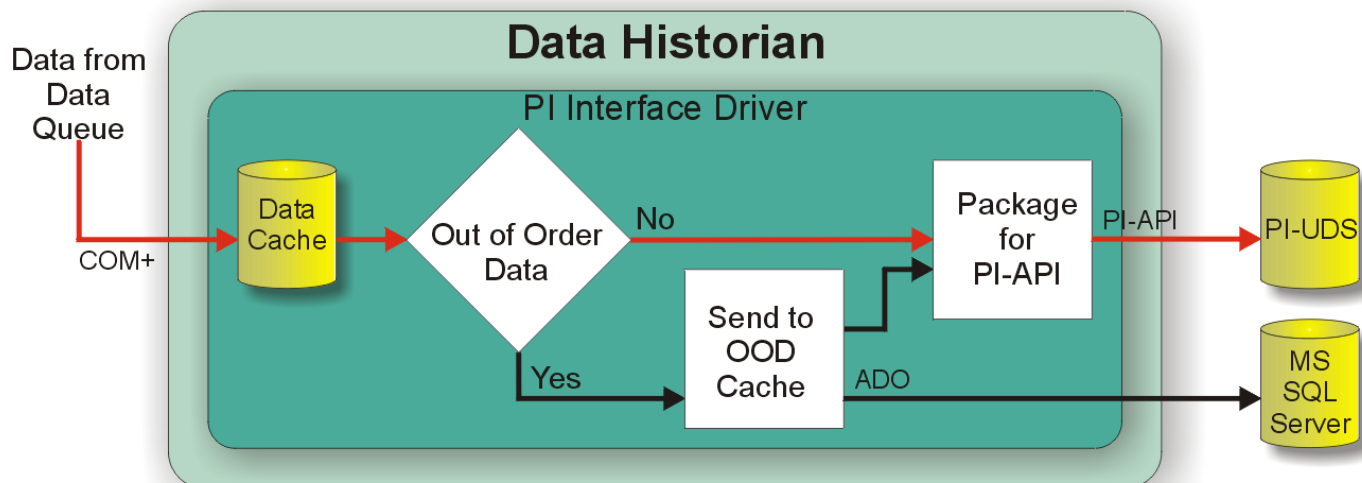 Data Historian
Data from
Data
Queue
PI Interface Driver
COM+
Data
Cache
Out of Order
Data
No
Yes
Send to
OOD
Cache
Package
for
PI-API
PI-API
ADO
PI-UDS
MS
SQL
Server